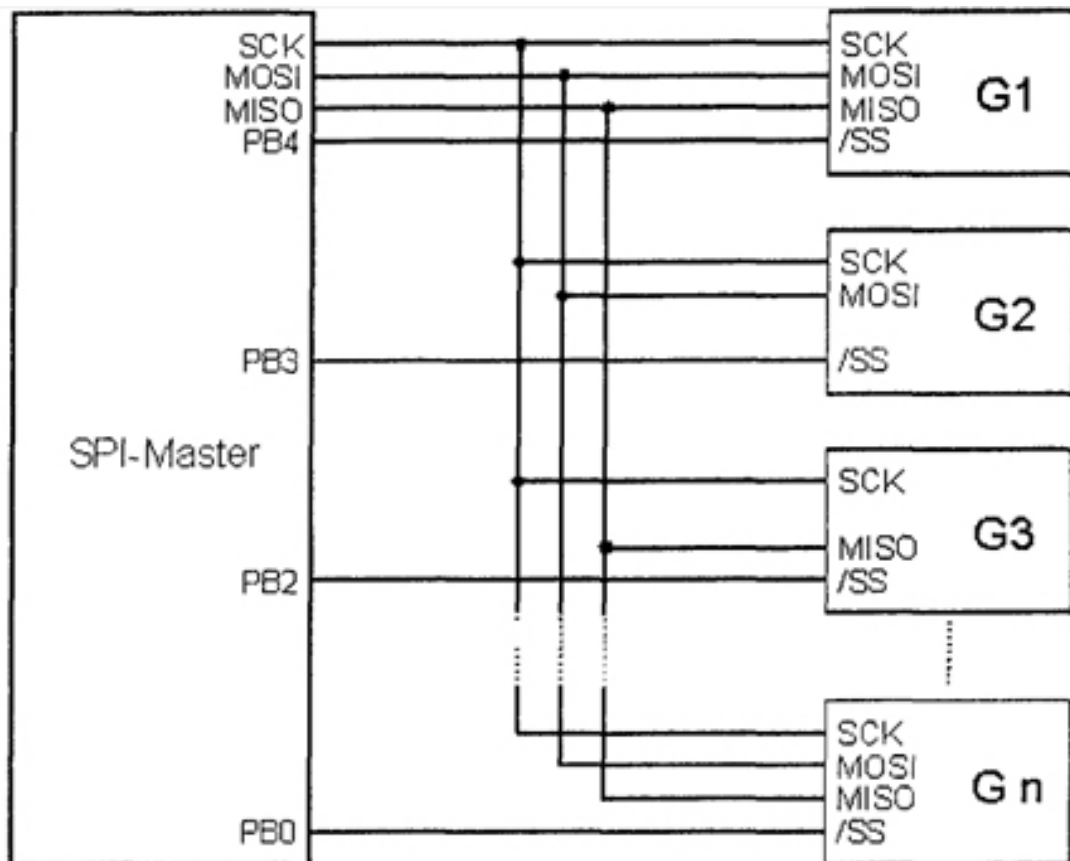 SCK
MOSI
MISO
PB4
PB3
SPI-Master
PB2
PB0
SCK
MOSI
MISO
/SS
G1
SCK
MOSI
/SS
G2
SCK
MISO
/SS
G3
SCK
MOSI
MISO
/SS
G n